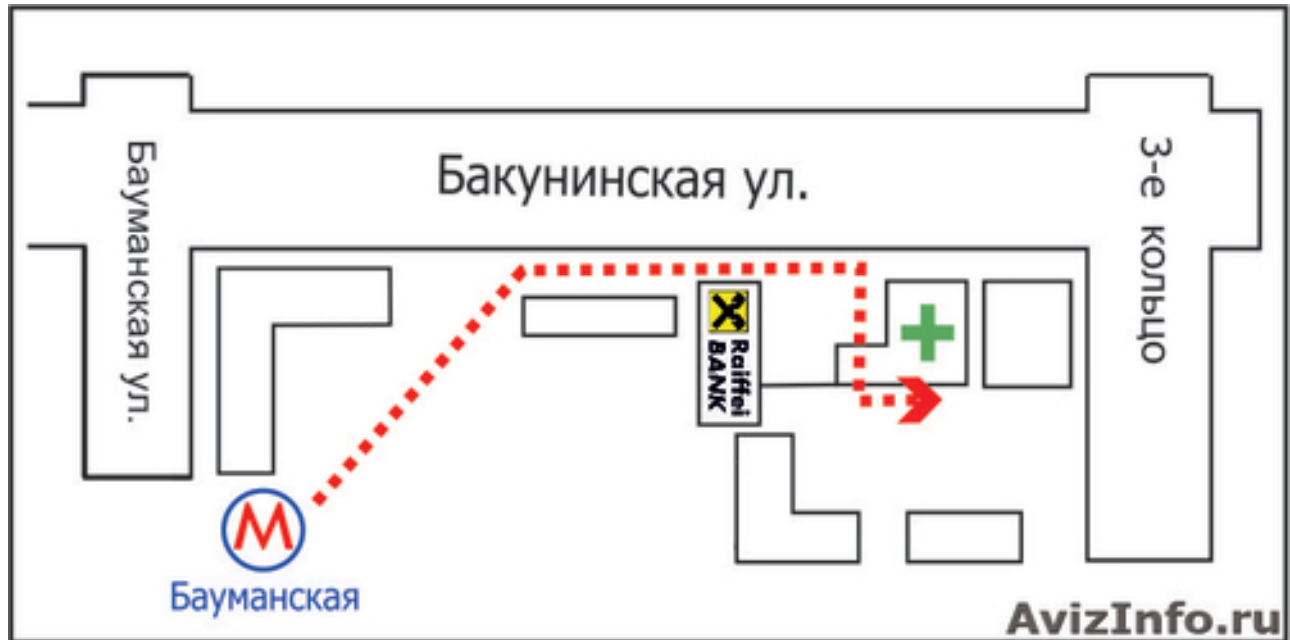 Бакунинская ул.
Бауманская ул.
3-е кольцо
Raiffei
BANK
М
Бауманская
AvizInfo.ru